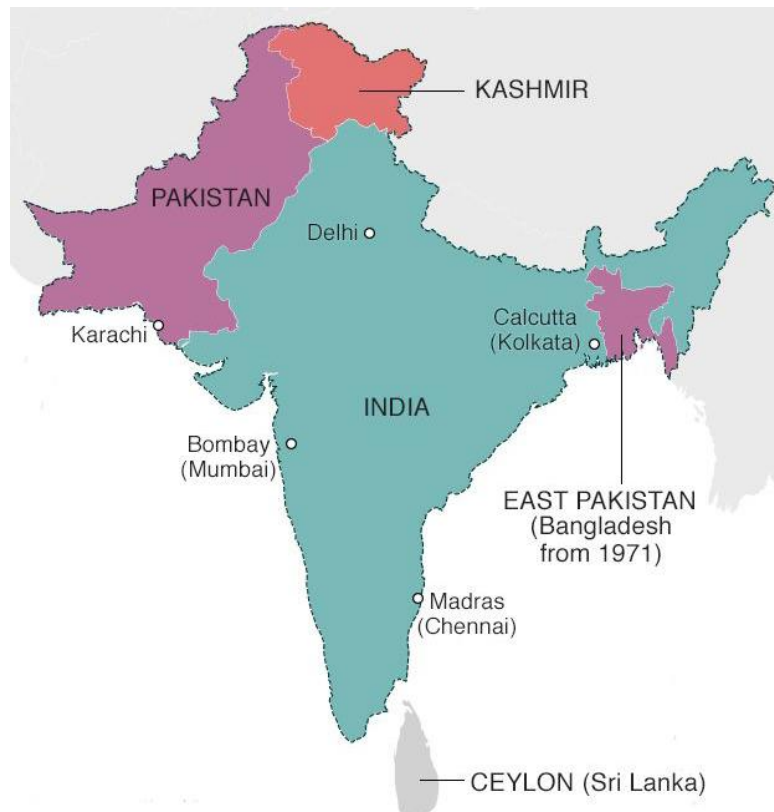 KASHMIR
PAKISTAN
Delhi
Karachi
Calcutta
(Kolkata)
INDIA
Bombay
(Mumbai)
EAST PAKISTAN
(Bangladesh
from 1971)
Madras
(Chennai)
CEYLON (Sri Lanka)